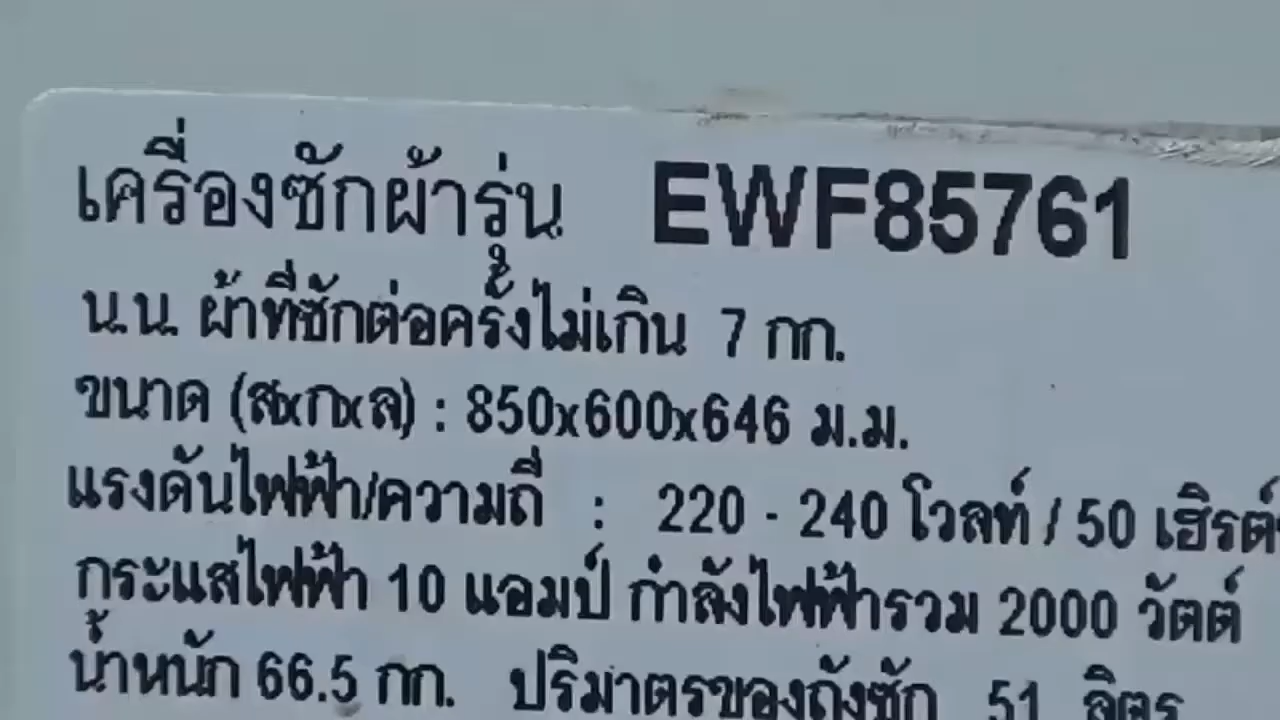 เครื่องซักผ้ารุ่น EWF85761
น.น. ผ้าที่ซักต่อครั้งไม่เกิน 7 กก.
ขนาด (สxกxล) : 850x600x646 ม.ม.
แรงดันไฟฟ้า/ความถี่ : 220 - 240 โวลท์ / 50 เฮิรต์
กระแสไฟฟ้า 10 แอมป์ กำลังไฟฟ้ารวม 2000 วัตต์
น้ำหนัก 66.5 กก. ปริมาตรของถังซัก 51 ลิตร